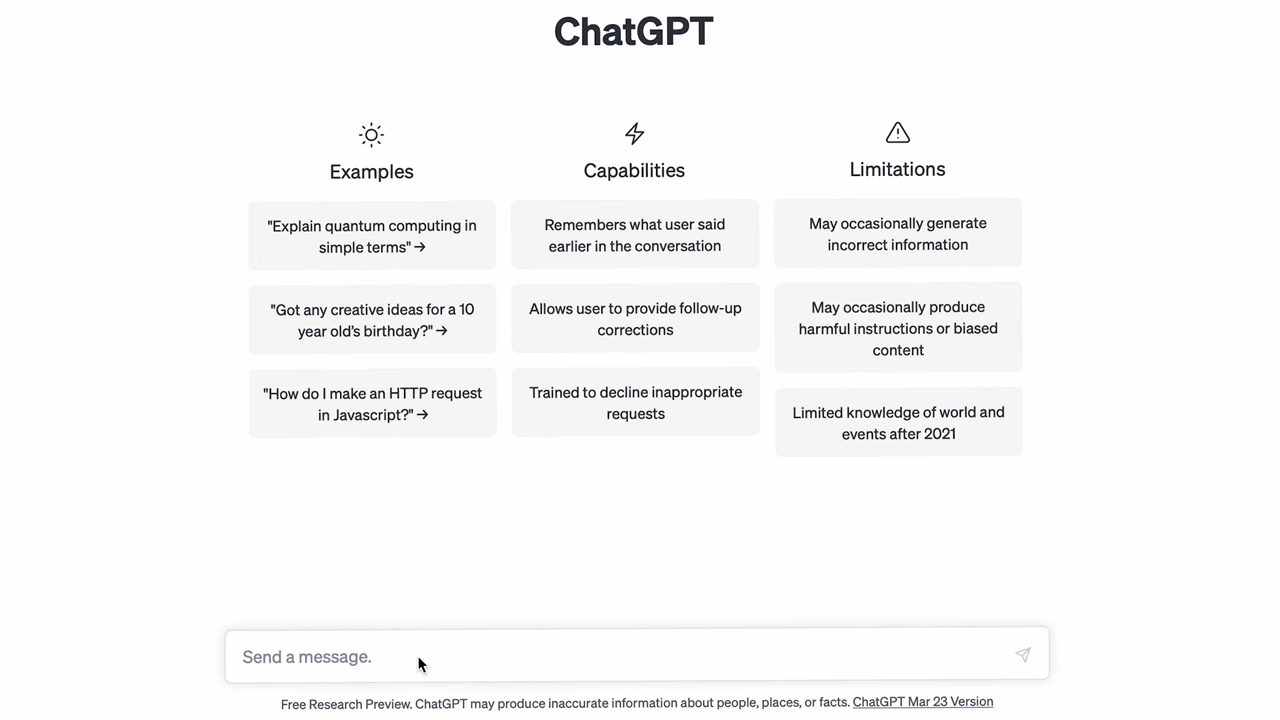 ChatGPT
Examples
"Explain quantum computing in
simple terms" →
"Got any creative ideas for a 10
year old's birthday?" →
"How do I make an HTTP request
in Javascript?" →
Capabilities
Remembers what user said
earlier in the conversation
Allows user to provide follow-up
corrections
Trained to decline inappropriate
requests
Limitations
May occasionally generate
incorrect information
May occasionally produce
harmful instructions or biased
content
Limited knowledge of world and
events after 2021
Send a message.
Free Research Preview. ChatGPT may produce inaccurate information about people, places, or facts. ChatGPT Mar 23 Version